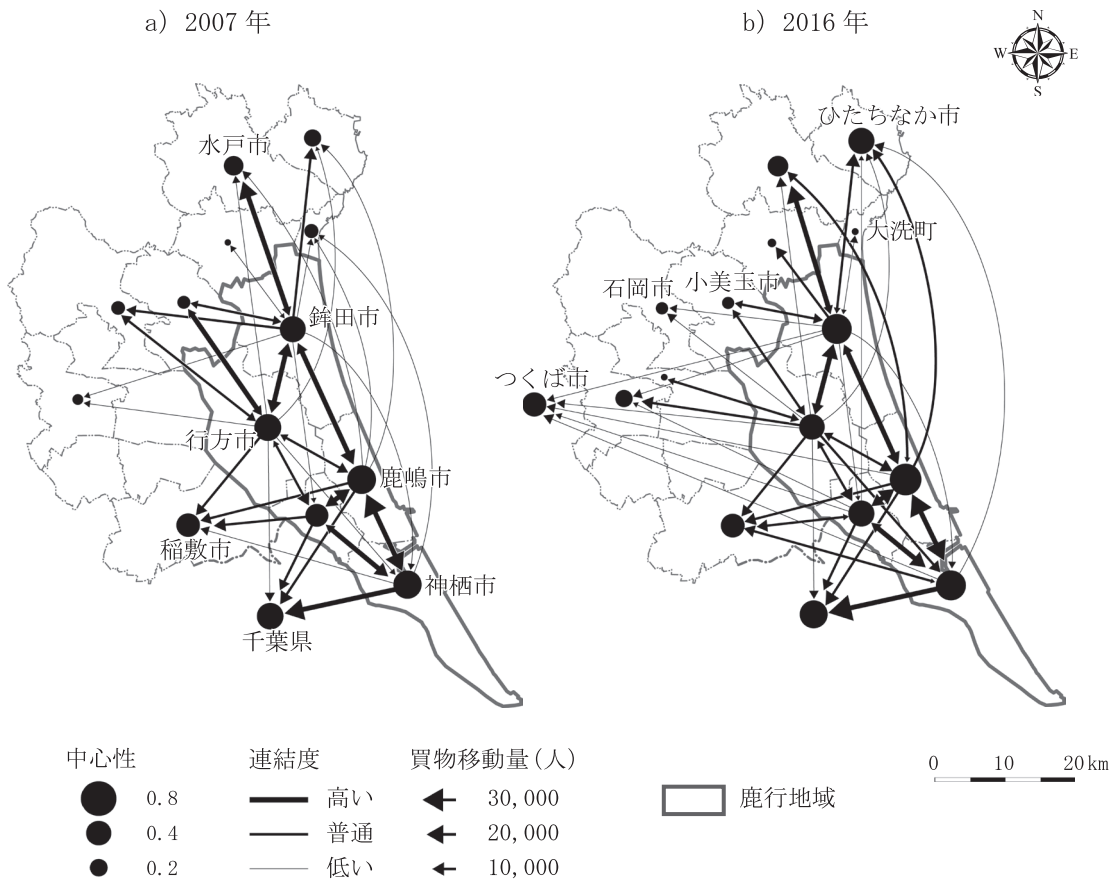 a) 2007 年
b) 2016 年
N
W
E
S
水戸市
鉾田市
行方市
鹿嶋市
稲敷市
神栖市
千葉県
ひたちなか市
大洗町
石岡市
小美玉市
つくば市
中心性
0.8
0.4
0.2
連結度
高い
普通
低い
買物移動量(人)
30,000
20,000
10,000
鹿行地域
0 10 20km